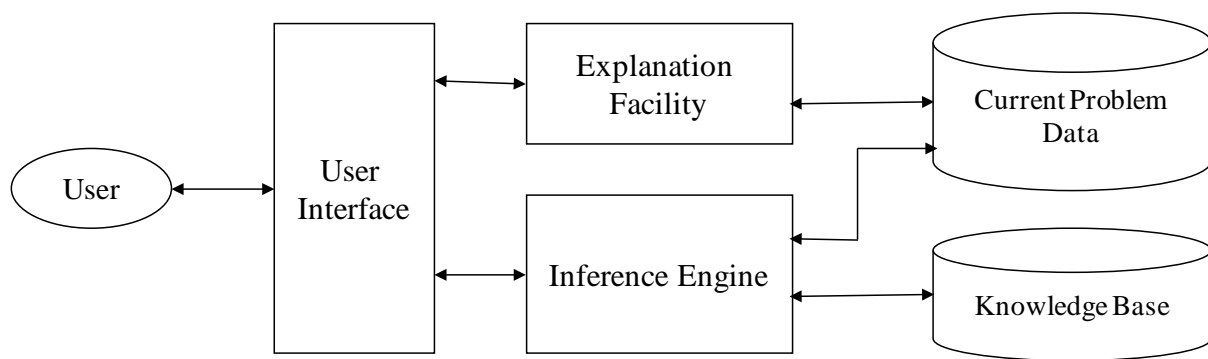 User
User
Interface
Explanation
Facility
Inference Engine
Current Problem
Data
Knowledge Base